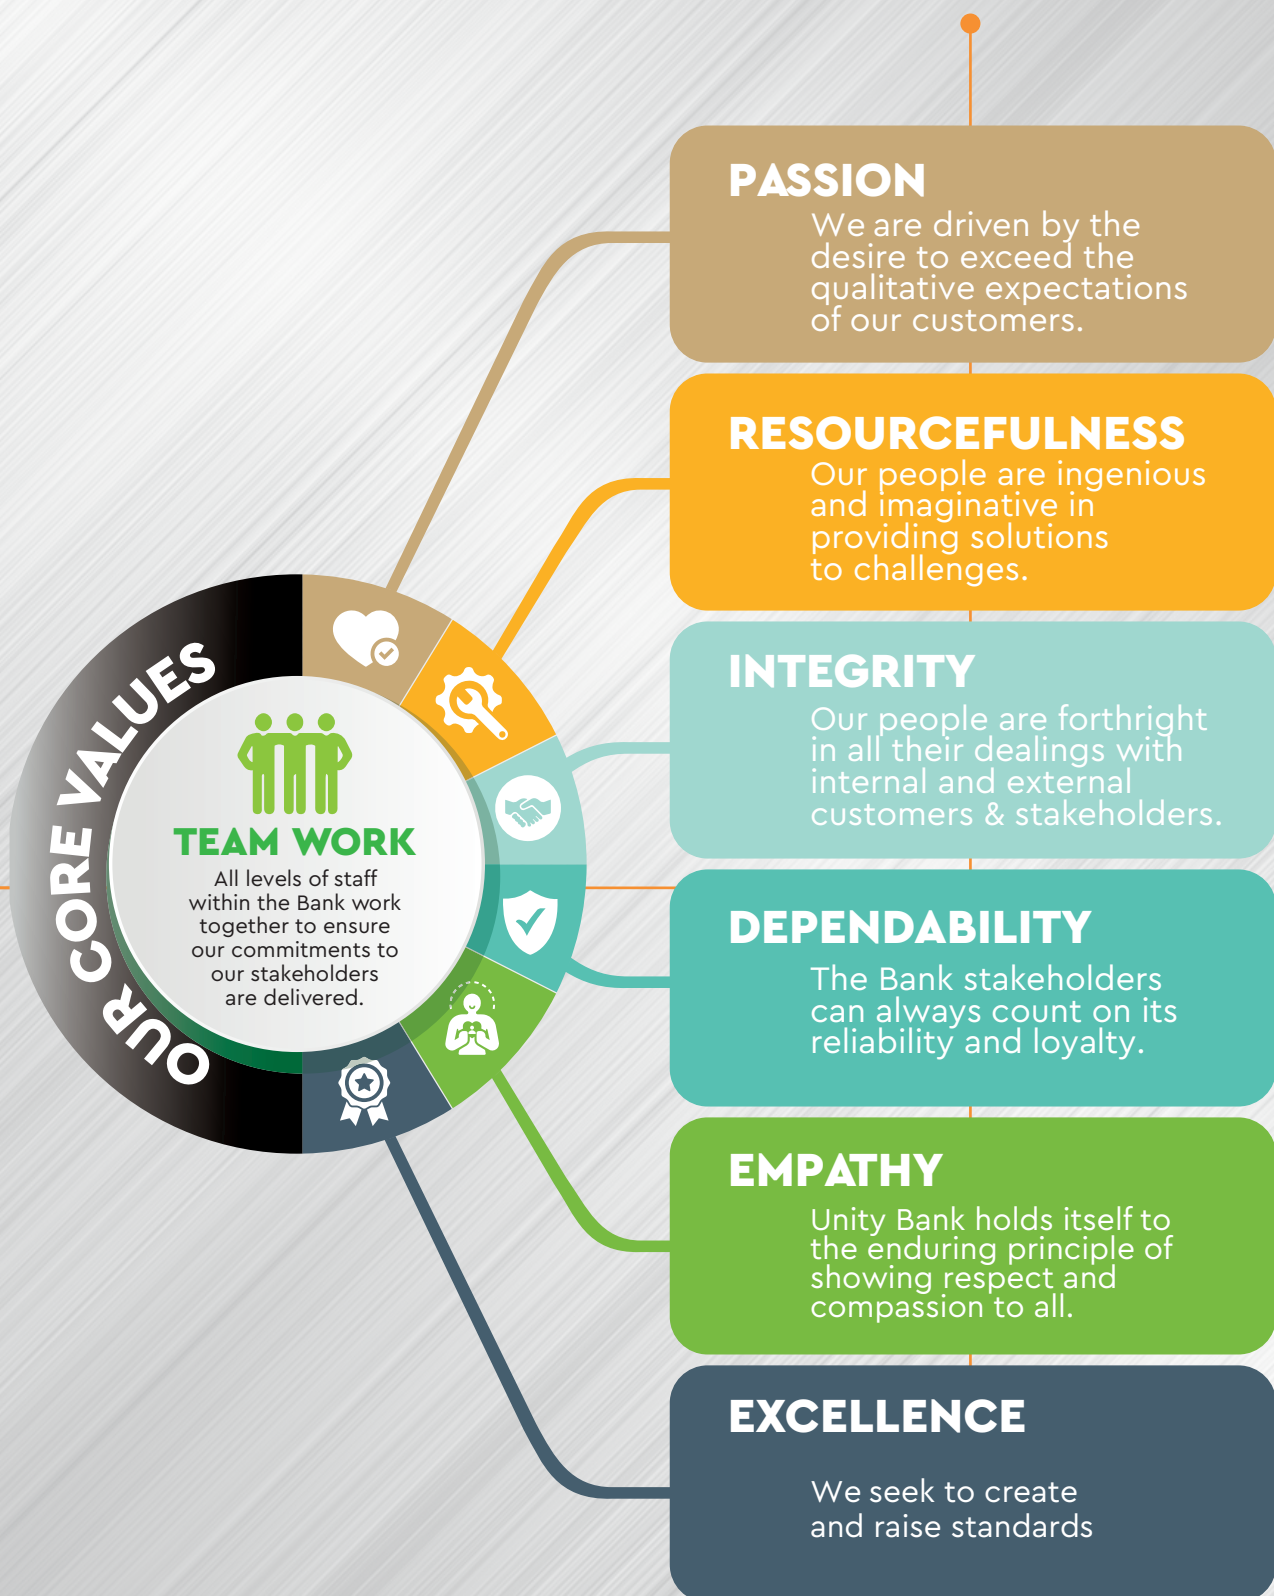 OUR CORE VALUES
TEAM WORK
All levels of staff
within the Bank work
together to ensure
our commitments to
our stakeholders
are delivered.
PASSION
We are driven by the
desire to exceed the
qualitative expectations
of our customers.
RESOURCEFULNESS
Our people are ingenious
and imaginative in
providing solutions
to challenges.
INTEGRITY
Our people are forthright
in all their dealings with
internal and external
customers & stakeholders.
DEPENDABILITY
The Bank stakeholders
can always count on its
reliability and loyalty.
EMPATHY
Unity Bank holds itself to
the enduring principle of
showing respect and
compassion to all.
EXCELLENCE
We seek to create
and raise standards